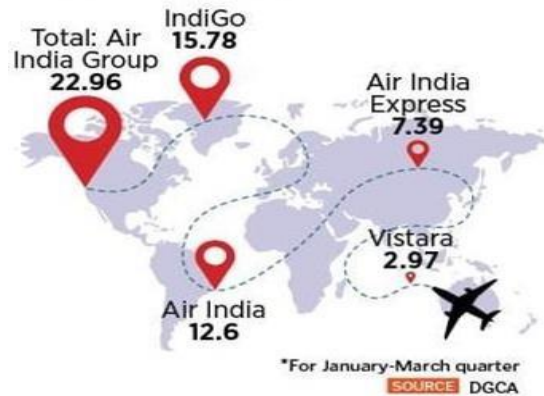 IndiGo
15.78
Total: Air
India Group
22.96
Air India
Express
7.39
Vistara
2.97
Air India
12.6
*For January-March quarter
SOURCE DGCA